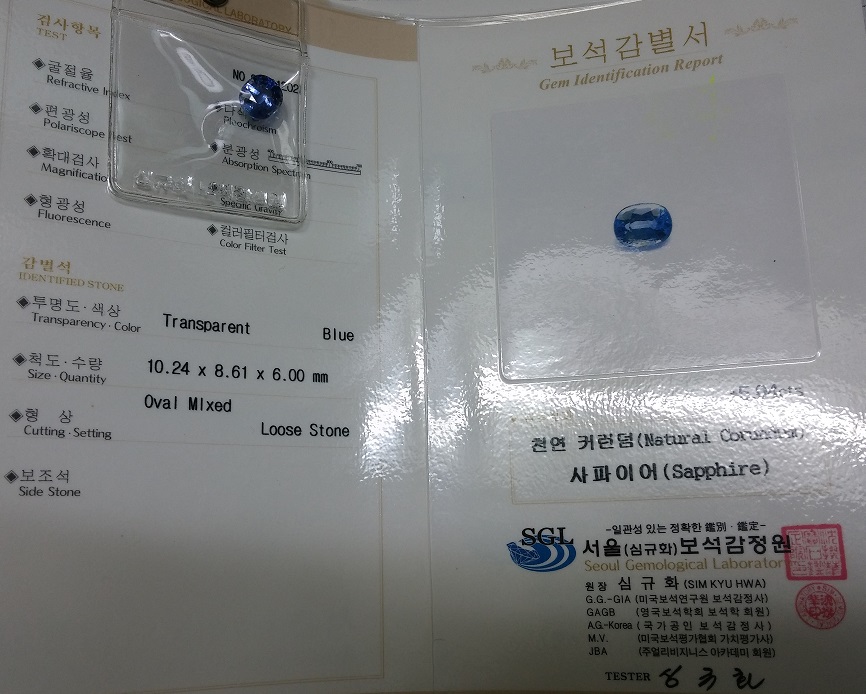 LABORATORY
검사항목
TEST
굴절율
Refractive Index
편광성
Polariscope Test
확대검사
Magnification
형광성
Fluorescence
NO
Pleochroism
분광성
Absorption Spectrum
Specific Gravity
컬러필터검사
Color Filter Test
감별석
IDENTIFIED STONE
투명도·색상
Transparency·Color
Transparent
Blue
척도·수량
Size·Quantity
10.24 x 8.61 x 6.00 mm
형 상
Cutting·Setting
Oval MIxed
Loose Stone
보조석
Side Stone
보석감별서
Gem Identification Report
천연 커런덤(Natural Corundum)
사파이어(Sapphire)
SGL
-일관성 있는 정확한 鑑別·鑑定-
서울(심규화)보석감정원
Seoul Gemological Laboratory
원장 심 규 화 (SIM KYU HWA)
G.G.-GIA (미국보석연구원 보석감정사)
GAGB (영국보석학회 보석학 회원)
A.G.-Korea (국가공인 보석감정사)
M.V. (미국보석평가협회 가치평가사)
JBA (주얼리비지니스 아카데미 회원)
TESTER 심규화